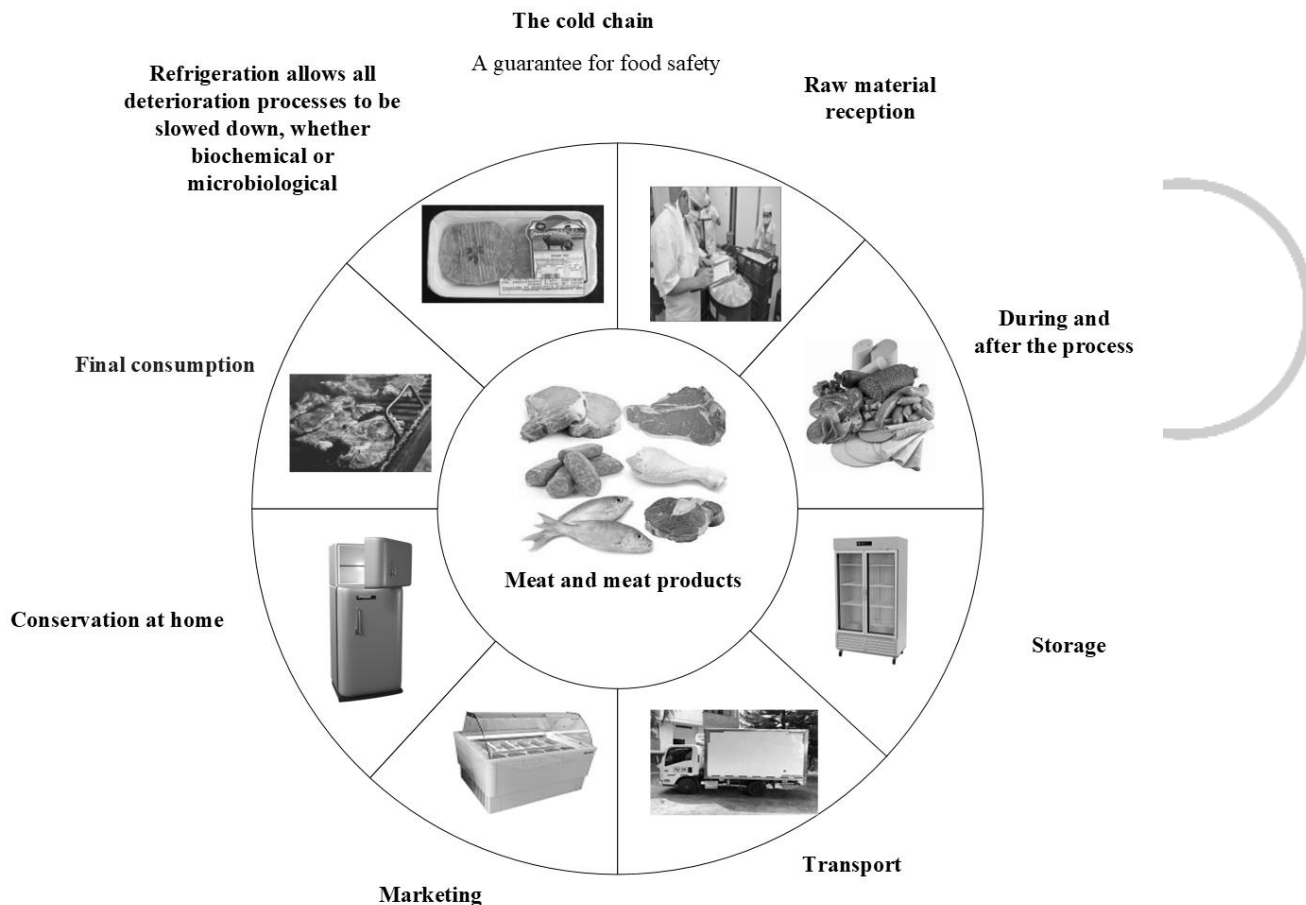 The cold chain
A guarantee for food safety
Refrigeration allows all
deterioration processes to be
slowed down, whether
biochemical or
microbiological
Raw material
reception
During and
after the process
Storage
Transport
Marketing
Conservation at home
Final consumption
Meat and meat products